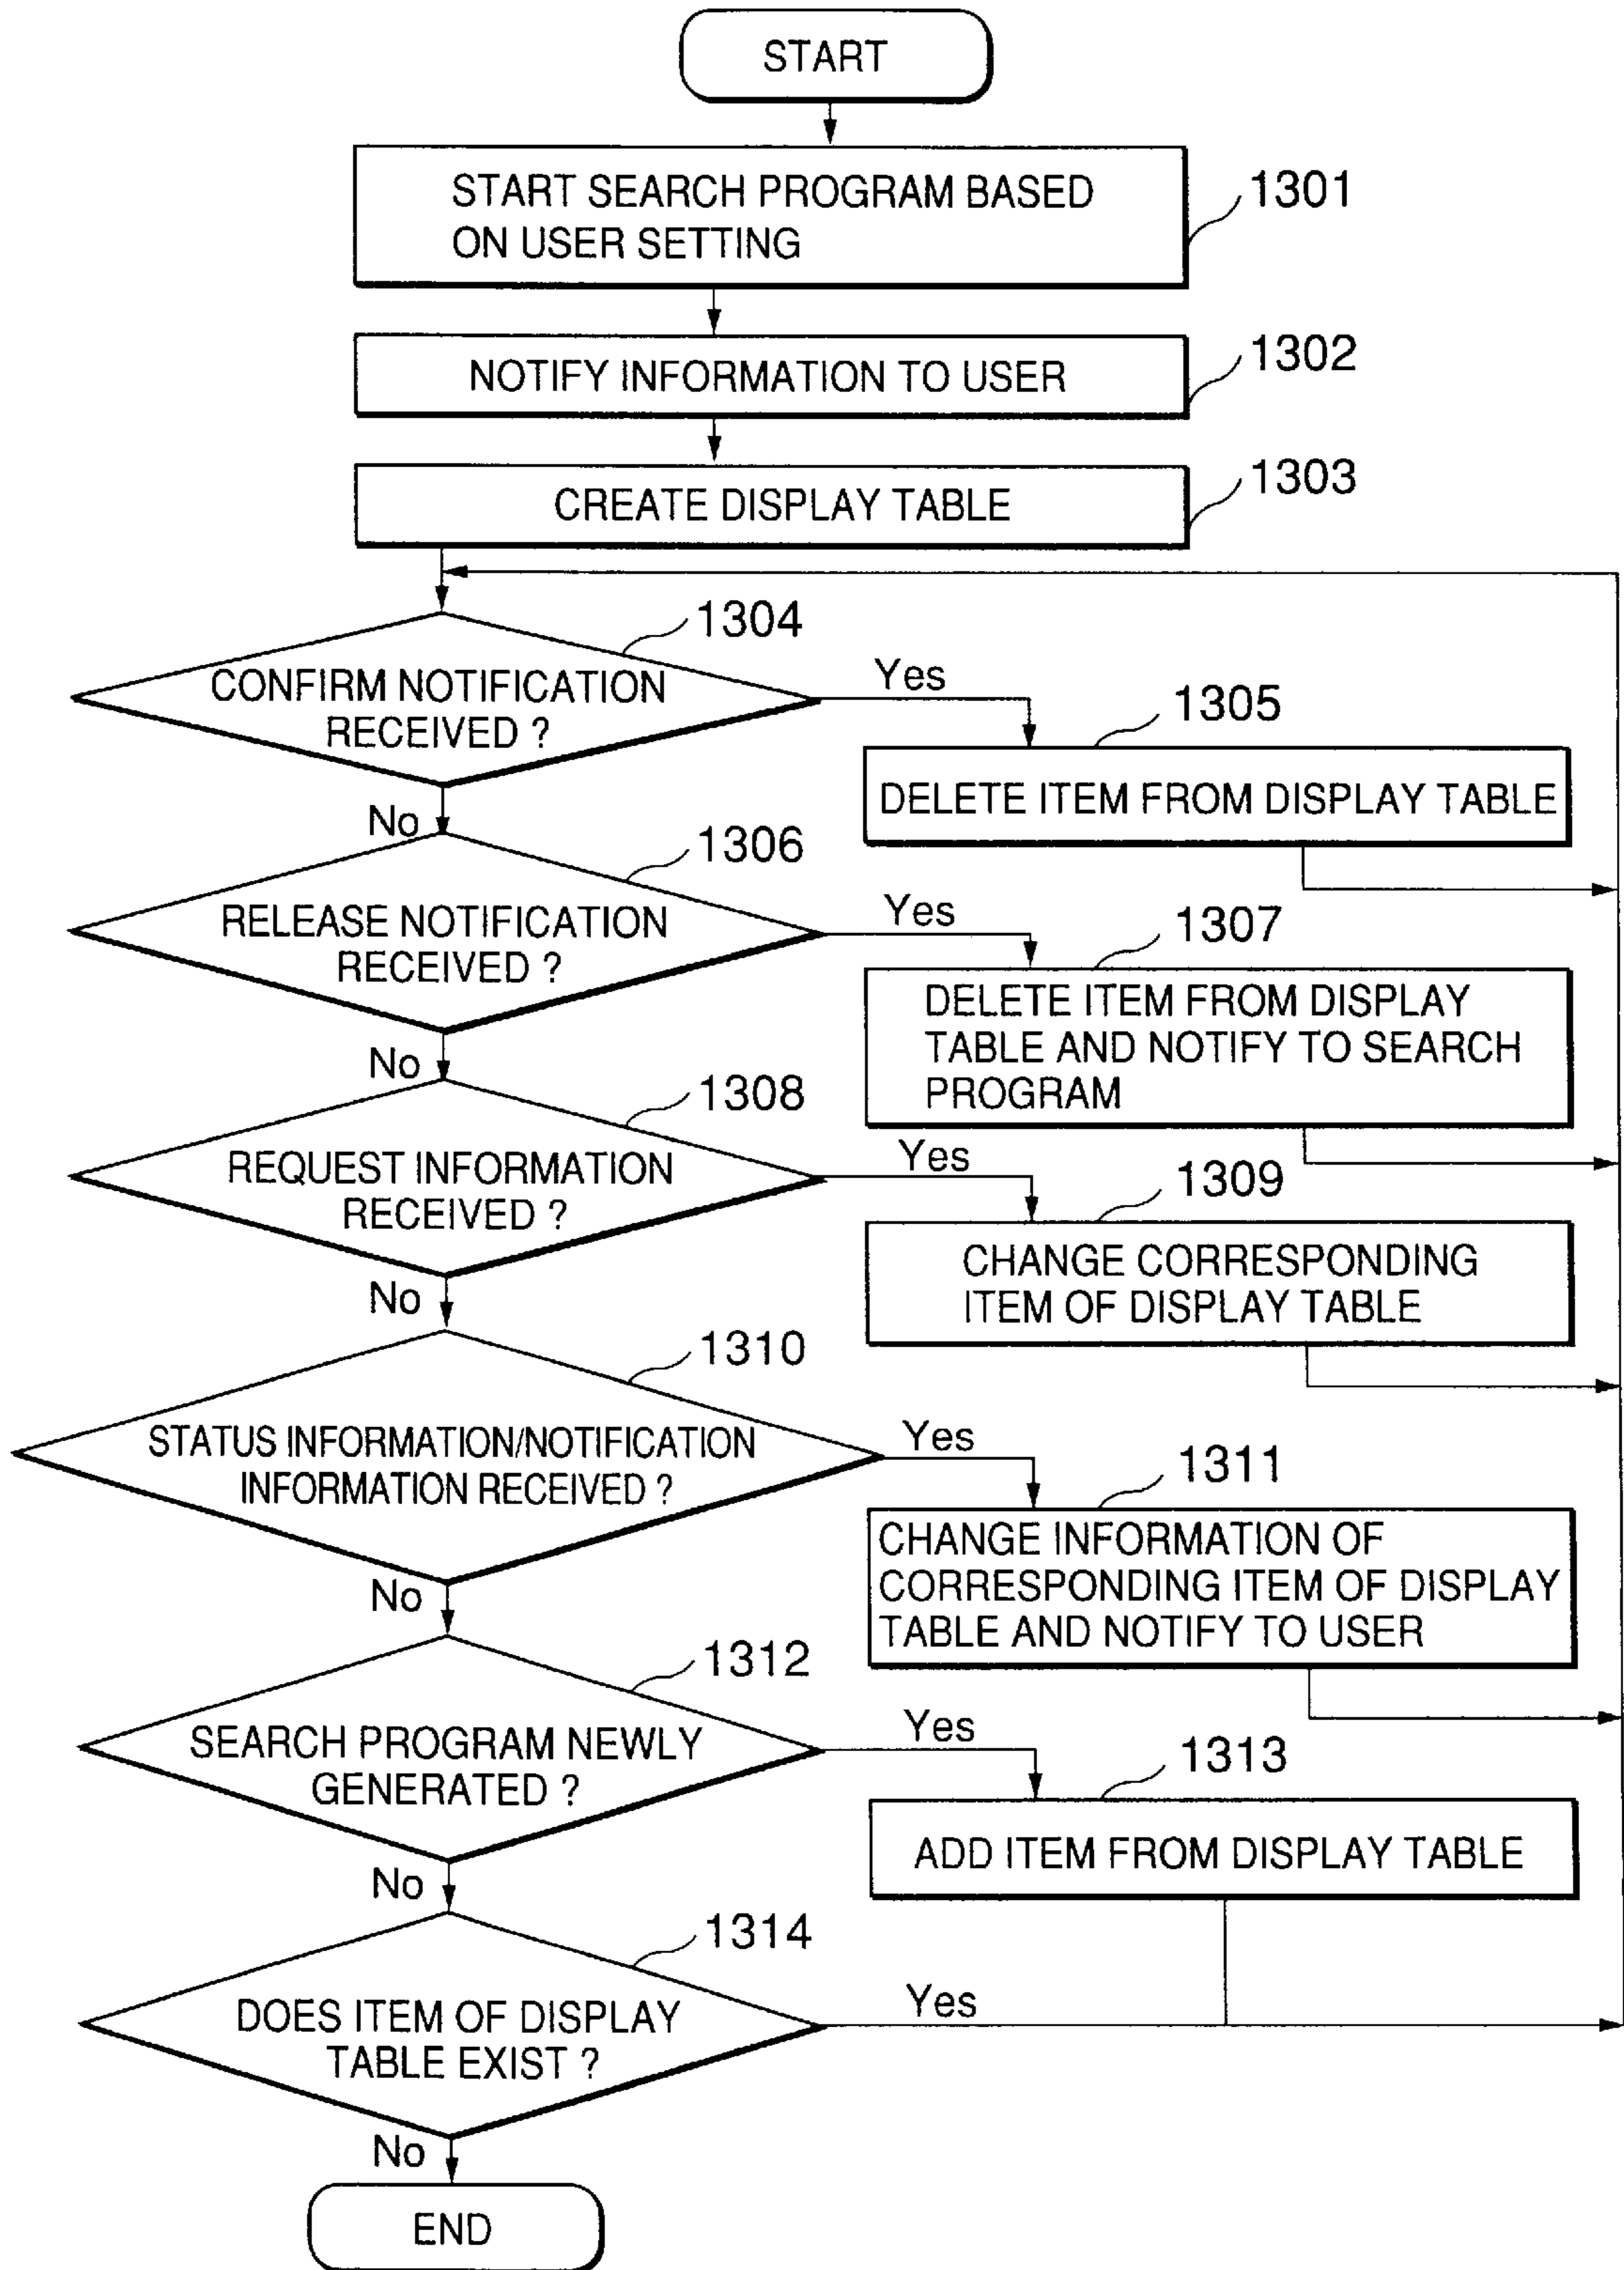 START
START SEARCH PROGRAM BASED
ON USER SETTING
1301
NOTIFY INFORMATION TO USER
1302
CREATE DISPLAY TABLE
1303
1304
CONFIRM NOTIFICATION
RECEIVED ?
Yes
1305
DELETE ITEM FROM DISPLAY TABLE
No
1306
RELEASE NOTIFICATION
RECEIVED ?
Yes
1307
DELETE ITEM FROM DISPLAY
TABLE AND NOTIFY TO SEARCH
PROGRAM
No
1308
REQUEST INFORMATION
RECEIVED ?
Yes
1309
CHANGE CORRESPONDING
ITEM OF DISPLAY TABLE
No
1310
STATUS INFORMATION/NOTIFICATION
INFORMATION RECEIVED ?
Yes
1311
CHANGE INFORMATION OF
CORRESPONDING ITEM OF DISPLAY
TABLE AND NOTIFY TO USER
No
1312
SEARCH PROGRAM NEWLY
GENERATED ?
Yes
1313
ADD ITEM FROM DISPLAY TABLE
No
1314
DOES ITEM OF DISPLAY
TABLE EXIST ?
Yes
No
END